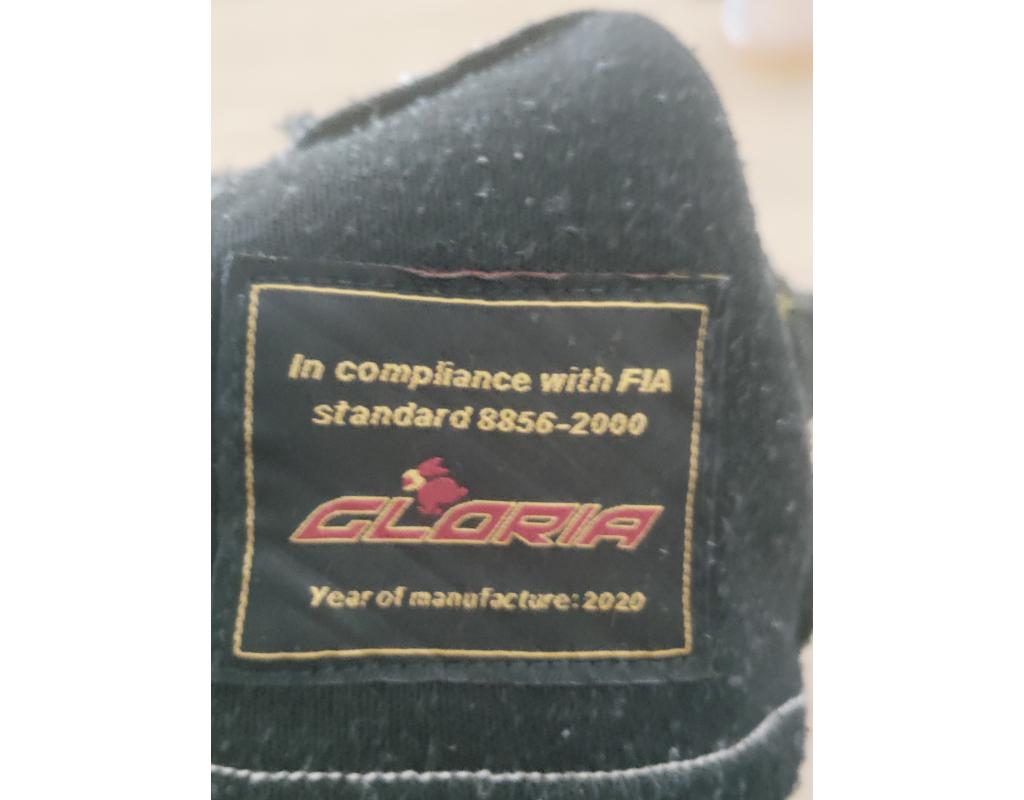 In compliance with FIA
standard 8856-2000
GLORIA
Year of manufacture: 2020